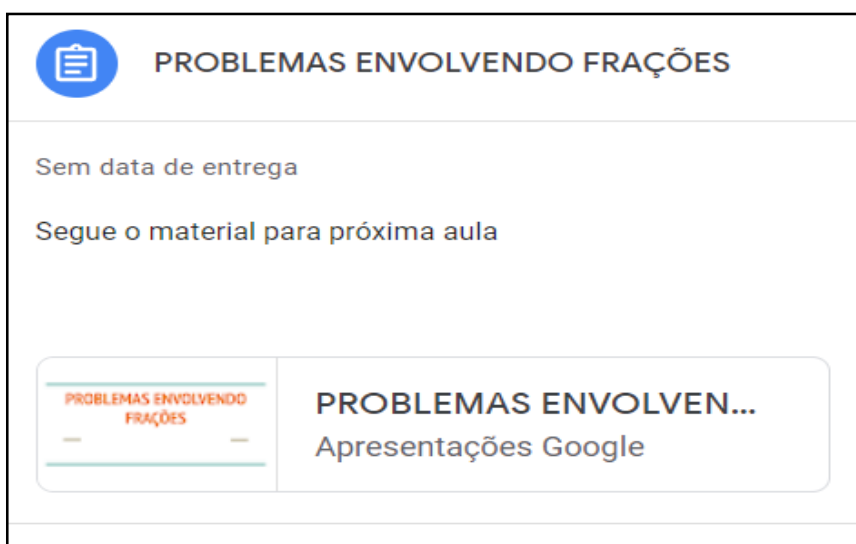 PROBLEMAS ENVOLVENDO FRAÇÕES
Sem data de entrega
Segue o material para próxima aula
PROBLEMAS ENVOLVENDO
FRAÇÕES
PROBLEMAS ENVOLVEN...
Apresentações Google